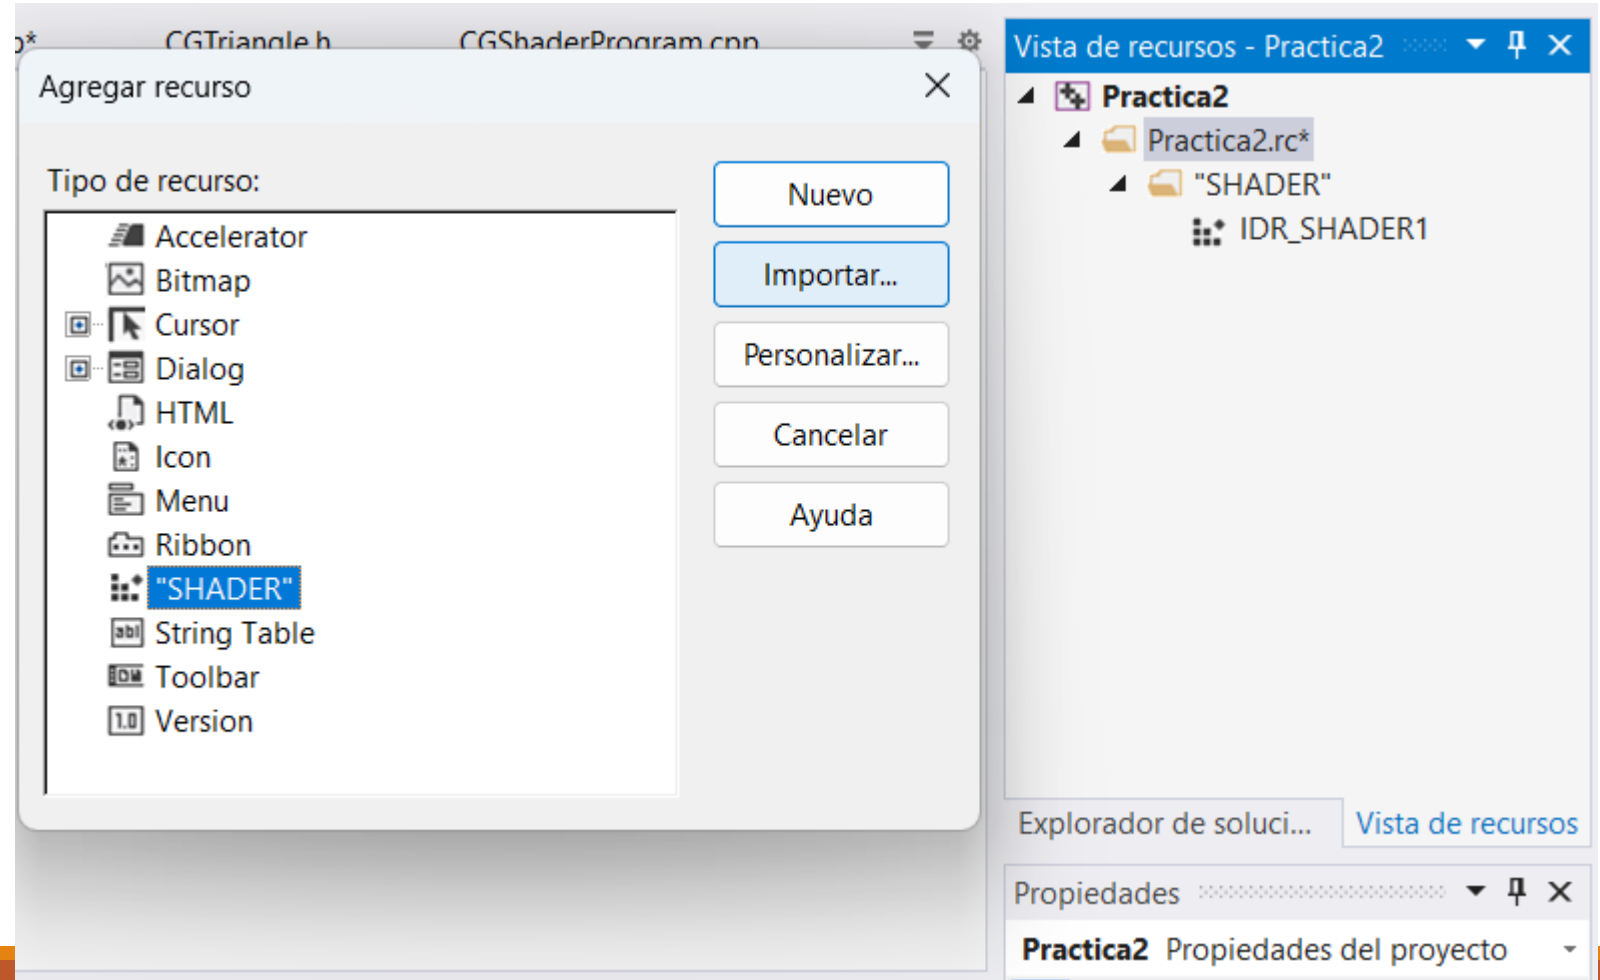 CGTriangle.h
CGShaderProgram.cpp
Agregar recurso
Tipo de recurso:
Accelerator
Bitmap
Cursor
Dialog
HTML
Icon
Menu
Ribbon
"SHADER"
String Table
Toolbar
Version
Nuevo
Importar...
Personalizar...
Cancelar
Ayuda
Vista de recursos - Practica2
Practica2
Practica2.rc*
"SHADER"
IDR_SHADER1
Explorador de soluci...
Vista de recursos
Propiedades
Practica2 Propiedades del proyecto